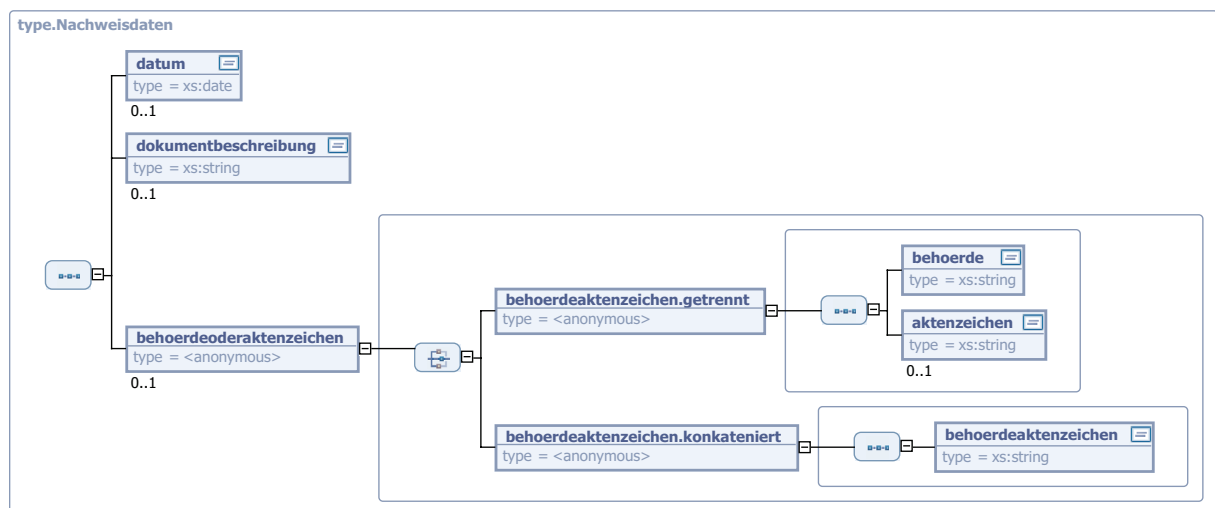 type.Nachweisdaten
datum
type = xs:date
0..1
dokumentbeschreibung
type = xs:string
0..1
behoerdeoderaktenzeichen
type = <anonymous>
0..1
behoerdeaktenzeichen.getrennt
type = <anonymous>
behoerde
type = xs:string
aktenzeichen
type = xs:string
0..1
behoerdeaktenzeichen.konkateniert
type = <anonymous>
behoerdeaktenzeichen
type = xs:string